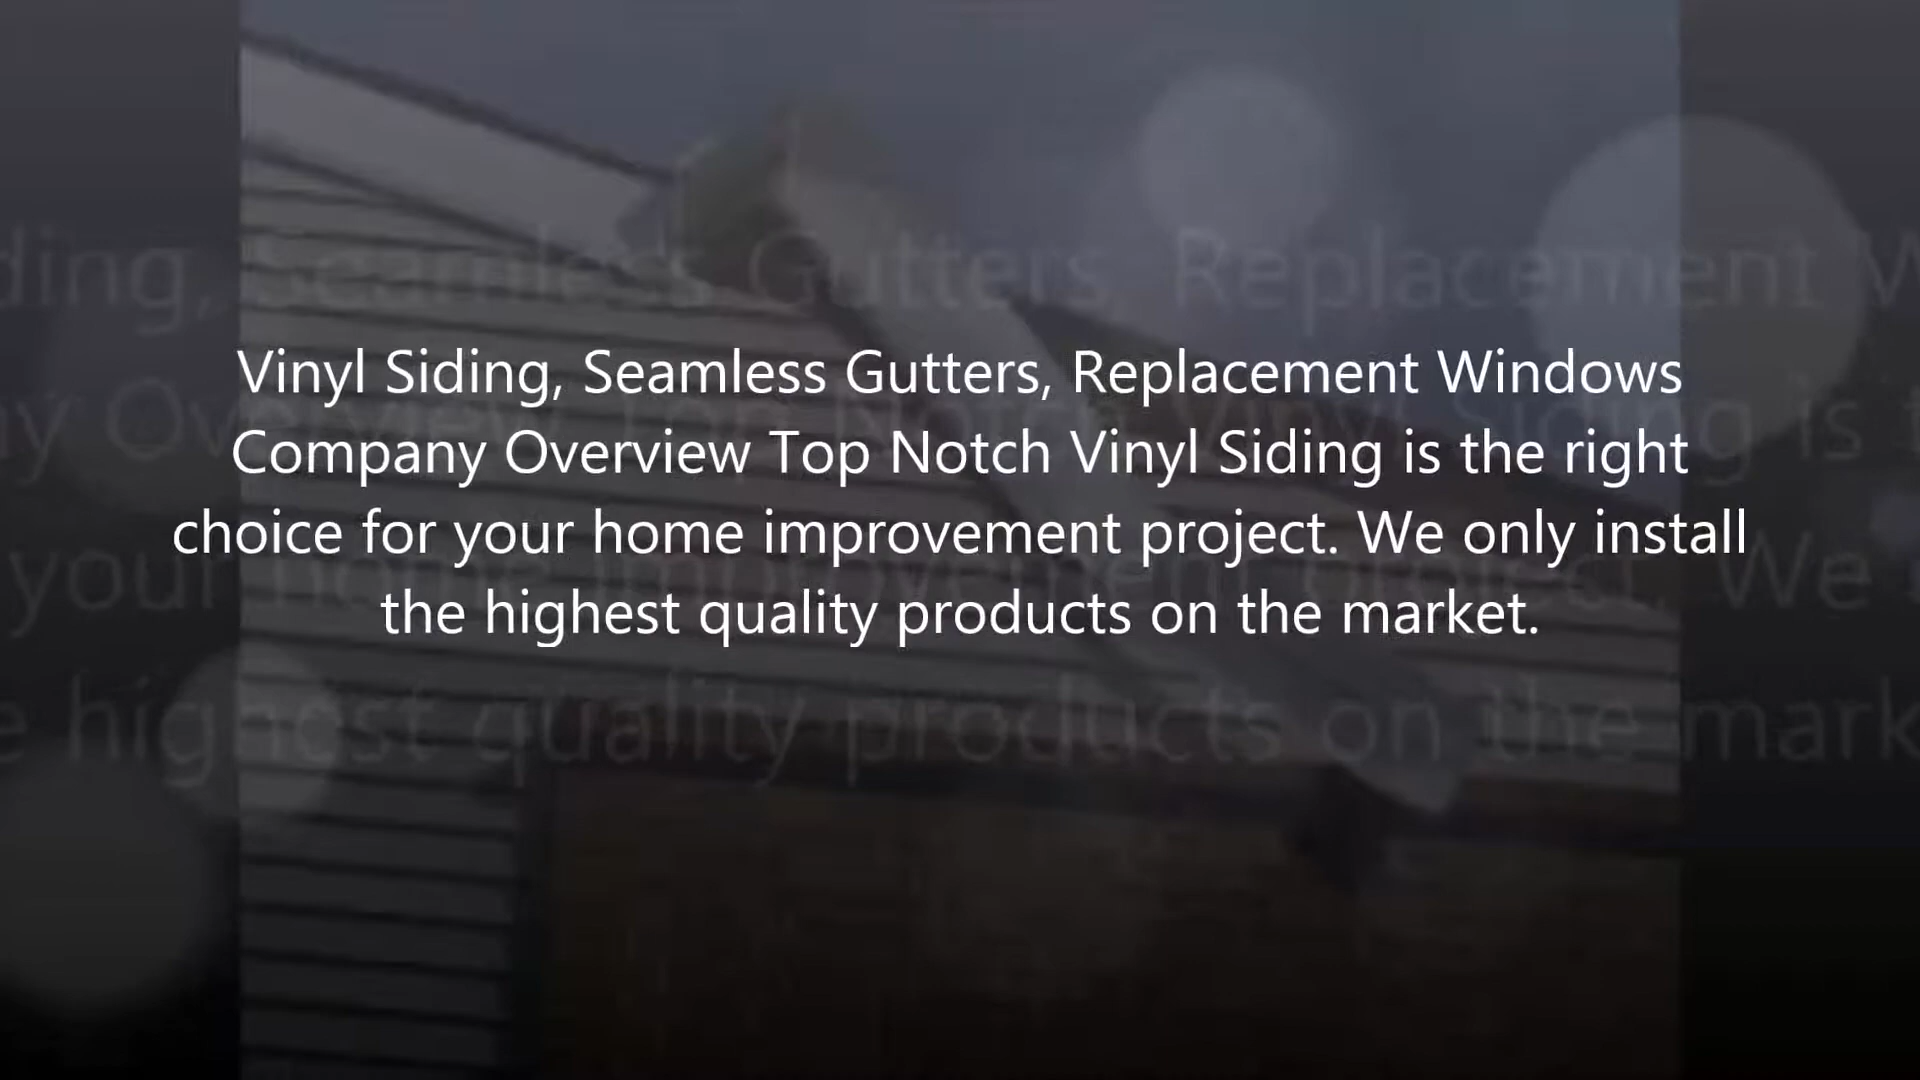 Vinyl Siding, Seamless Gutters, Replacement Windows
Company Overview Top Notch Vinyl Siding is the right
choice for your home improvement project. We only install
the highest quality products on the market.